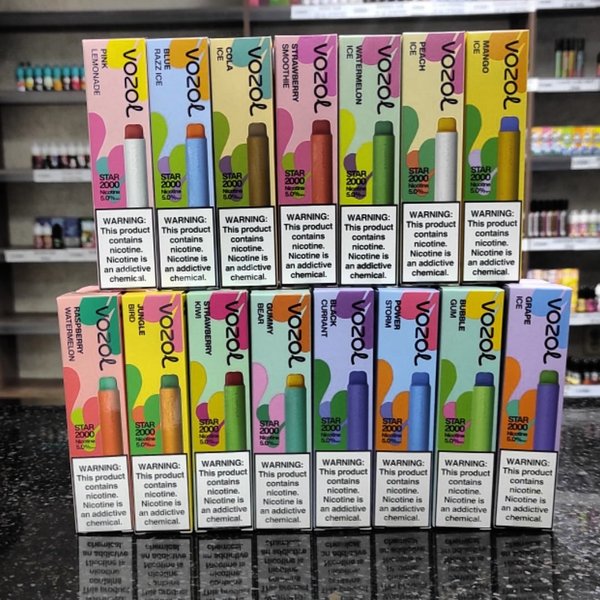 PINK
LEMONADE
VOZOL
STAR
2000
Nicotine
5.0%
WARNING:
This product
contains
nicotine.
Nicotine is
an addictive
chemical.
BLUE
RAZZ ICE
VOZOL
STAR
2000
Nicotine
5.0%
WARNING:
This product
contains
nicotine.
Nicotine is
an addictive
chemical.
COLA
ICE
VOZOL
STAR
2000
Nicotine
5.0%
WARNING:
This product
contains
nicotine.
Nicotine is
an addictive
chemical.
STRAWBERRY
SMOOTHIE
VOZOL
STAR
2000
Nicotine
5.0%
WARNING:
This product
contains
nicotine.
Nicotine is
an addictive
chemical.
WATERMELON
ICE
VOZOL
STAR
2000
Nicotine
5.0%
WARNING:
This product
contains
nicotine.
Nicotine is
an addictive
chemical.
PEACH
ICE
VOZOL
STAR
2000
Nicotine
5.0%
WARNING:
This product
contains
nicotine.
Nicotine is
an addictive
chemical.
MANGO
ICE
VOZOL
STAR
2000
Nicotine
5.0%
WARNING:
This product
contains
nicotine.
Nicotine is
an addictive
chemical.
RASPBERRY
WATERMELON
VOZOL
STAR
2000
Nicotine
5.0%
WARNING:
This product
contains
nicotine.
Nicotine is
an addictive
chemical.
JUNGLE
BIRD
VOZOL
STAR
2000
Nicotine
5.0%
WARNING:
This product
contains
nicotine.
Nicotine is
an addictive
chemical.
STRAWBERRY
KIWI
VOZOL
STAR
2000
Nicotine
5.0%
WARNING:
This product
contains
nicotine.
Nicotine is
an addictive
chemical.
GUMMY
BEAR
VOZOL
STAR
2000
Nicotine
5.0%
WARNING:
This product
contains
nicotine.
Nicotine is
an addictive
chemical.
BLACK
CURRANT
VOZOL
STAR
2000
Nicotine
5.0%
WARNING:
This product
contains
nicotine.
Nicotine is
an addictive
chemical.
POWER
STORM
VOZOL
STAR
2000
Nicotine
5.0%
WARNING:
This product
contains
nicotine.
Nicotine is
an addictive
chemical.
BUBBLE
GUM
VOZOL
STAR
2000
Nicotine
5.0%
WARNING:
This product
contains
nicotine.
Nicotine is
an addictive
chemical.
GRAPE
ICE
VOZOL
STAR
2000
Nicotine
5.0%
WARNING:
This product
contains
nicotine.
Nicotine is
an addictive
chemical.